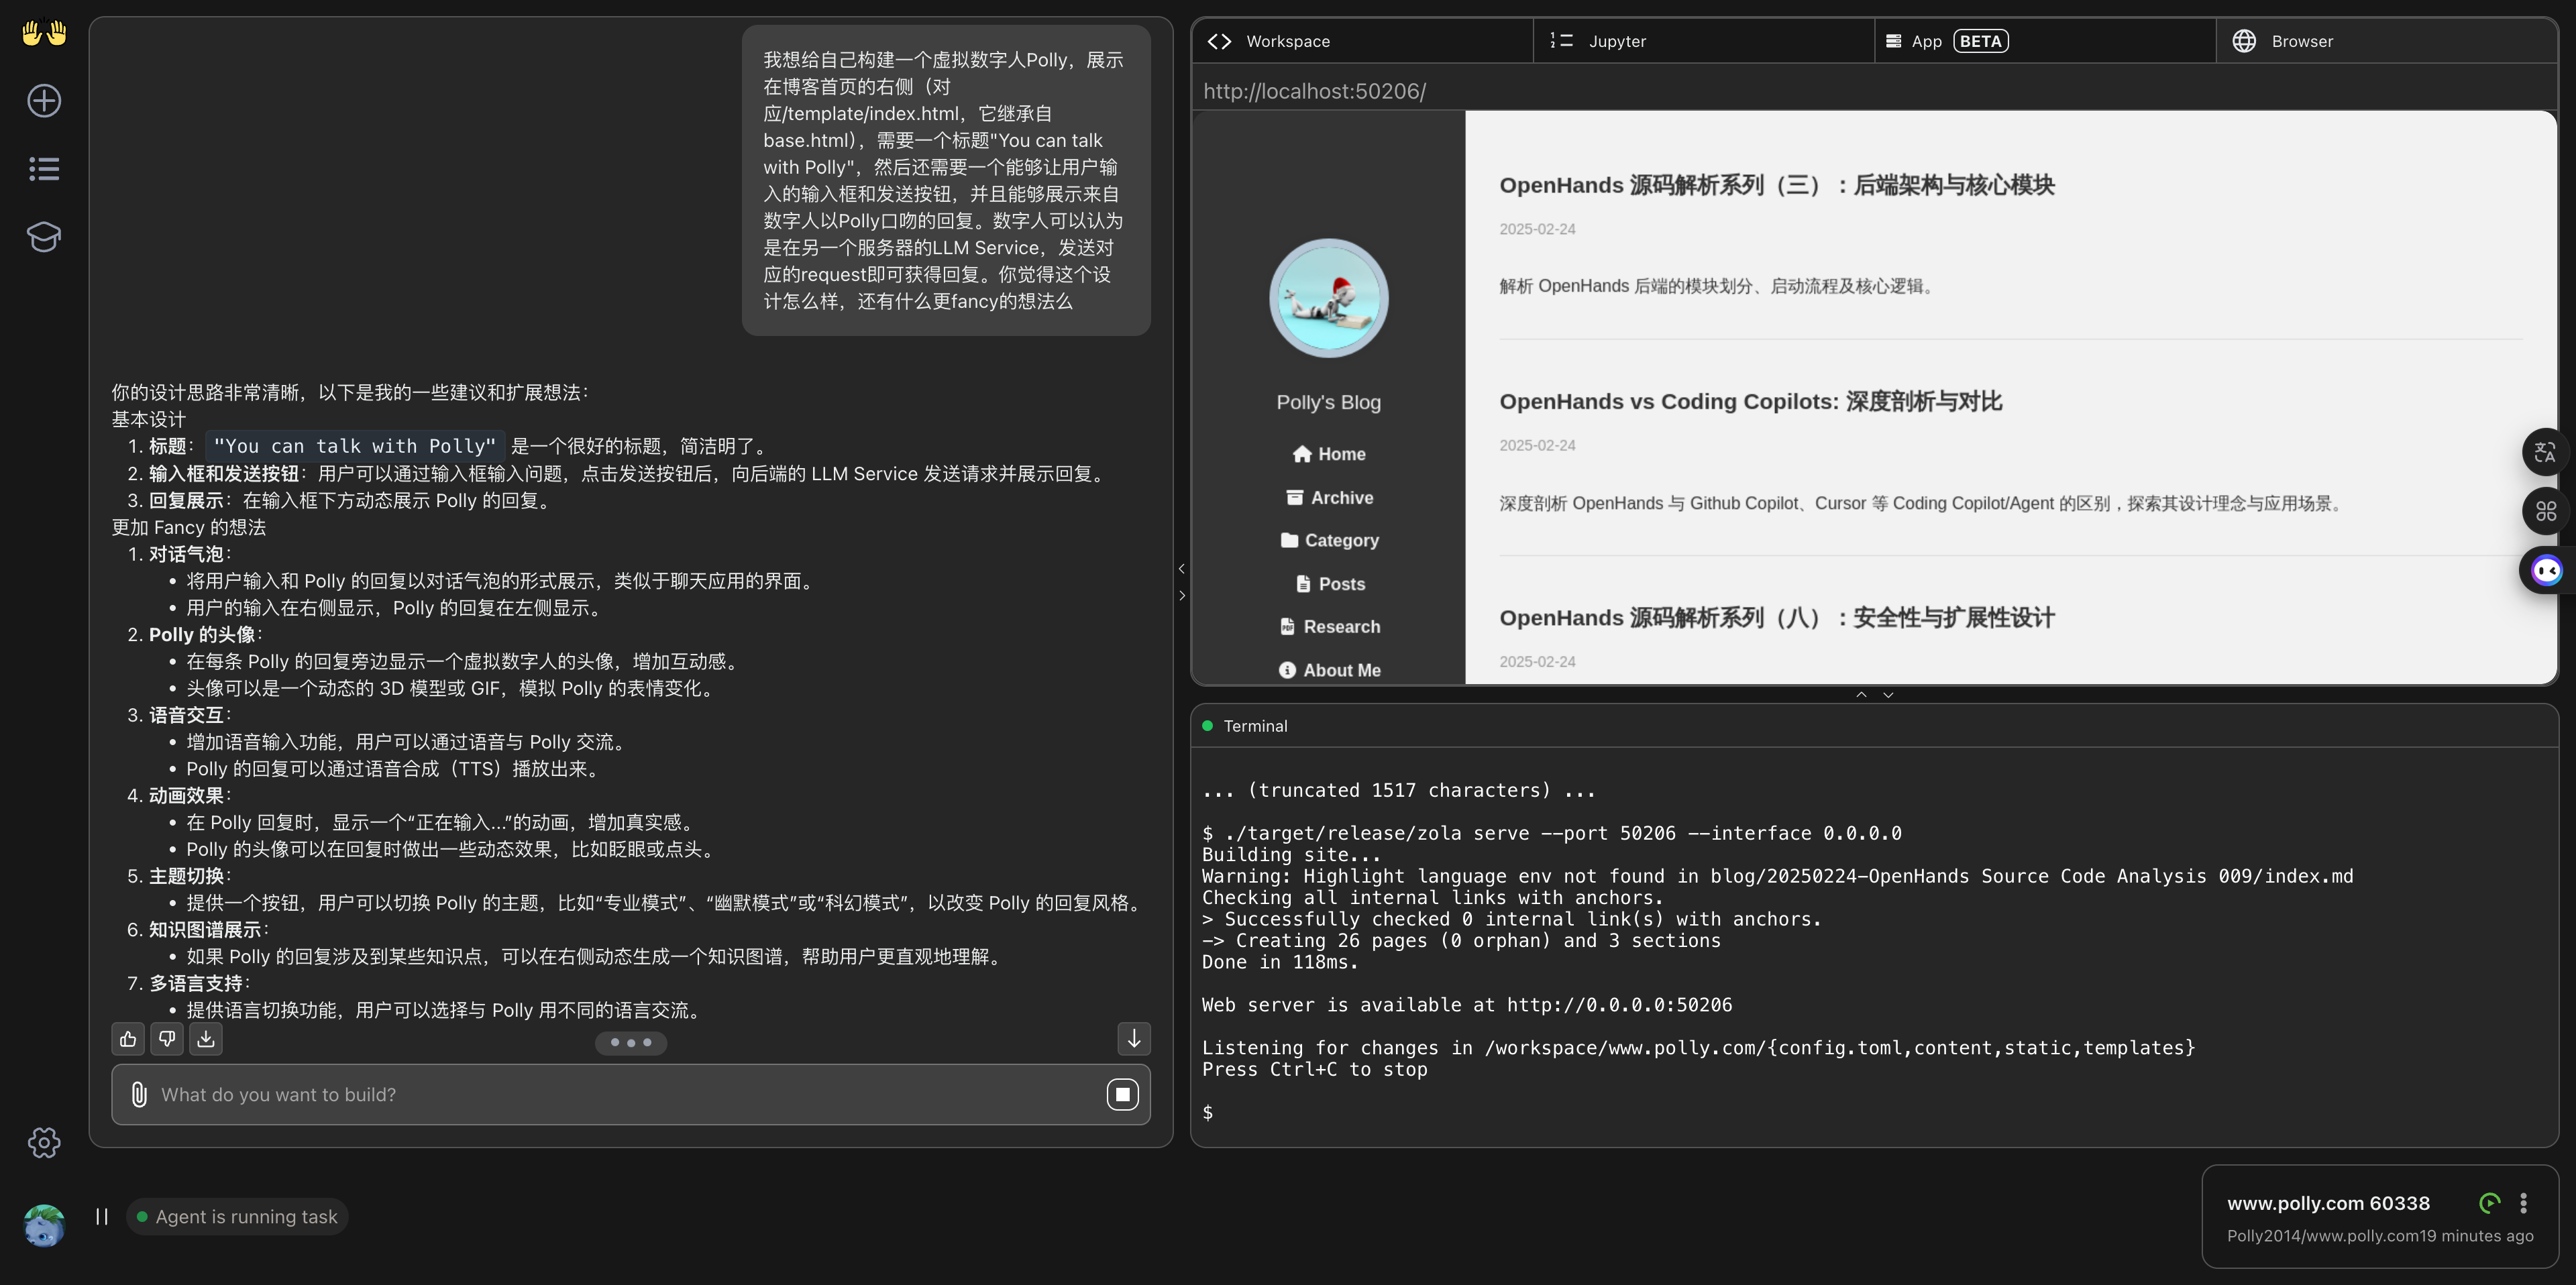 我想给自己构建一个虚拟数字人Polly，展示
在博客首页的右侧（对
应/template/index.html，它继承自
base.html），需要一个标题"You can talk
with Polly"，然后还需要一个能够让用户输
入的输入框和发送按钮，并且能够展示来自
数字人以Polly口吻的回复。数字人可以认为
是在另一个服务器的LLM Service，发送对
应的request即可获得回复。你觉得这个设
计怎么样，还有什么更fancy的想法么
你的设计思路非常清晰，以下是我的一些建议和扩展想法：
基本设计
1. 标题： "You can talk with Polly" 是一个很好的标题，简洁明了。
2. 输入框和发送按钮：用户可以通过输入框输入问题，点击发送按钮后，向后端的 LLM Service 发送请求并展示回复。
3. 回复展示：在输入框下方动态展示 Polly 的回复。
更加 Fancy 的想法
1. 对话气泡：
• 将用户输入和 Polly 的回复以对话气泡的形式展示，类似于聊天应用的界面。
• 用户的输入在右侧显示，Polly 的回复在左侧显示。
2. Polly 的头像：
• 在每条 Polly 的回复旁边显示一个虚拟数字人的头像，增加互动感。
• 头像可以是一个动态的 3D 模型或 GIF，模拟 Polly 的表情变化。
3. 语音交互：
• 增加语音输入功能，用户可以通过语音与 Polly 交流。
• Polly 的回复可以通过语音合成（TTS）播放出来。
4. 动画效果：
• 在 Polly 回复时，显示一个“正在输入...”的动画，增加真实感。
• Polly 的头像可以在回复时做出一些动态效果，比如眨眼或点头。
5. 主题切换：
• 提供一个按钮，用户可以切换 Polly 的主题，比如“专业模式”、“幽默模式”或“科幻模式”，以改变 Polly 的回复风格。
6. 知识图谱展示：
• 如果 Polly 的回复涉及到某些知识点，可以在右侧动态生成一个知识图谱，帮助用户更直观地理解。
7. 多语言支持：
• 提供语言切换功能，用户可以选择与 Polly 用不同的语言交流。
What do you want to build?
Agent is running task
Workspace
Jupyter
App BETA
Browser
http://localhost:50206/
Polly's Blog
Home
Archive
Category
Posts
Research
About Me
OpenHands 源码解析系列（三）：后端架构与核心模块
2025-02-24
解析 OpenHands 后端的模块划分、启动流程及核心逻辑。
OpenHands vs Coding Copilots: 深度剖析与对比
2025-02-24
深度剖析 OpenHands 与 Github Copilot、Cursor 等 Coding Copilot/Agent 的区别，探索其设计理念与应用场景。
OpenHands 源码解析系列（八）：安全性与扩展性设计
2025-02-24
Terminal
... (truncated 1517 characters) ...
$ ./target/release/zola serve --port 50206 --interface 0.0.0.0
Building site...
Warning: Highlight language env not found in blog/20250224-OpenHands Source Code Analysis 009/index.md
Checking all internal links with anchors.
> Successfully checked 0 internal link(s) with anchors.
-> Creating 26 pages (0 orphan) and 3 sections
Done in 118ms.
Web server is available at http://0.0.0.0:50206
Listening for changes in /workspace/www.polly.com/{config.toml,content,static,templates}
Press Ctrl+C to stop
$
www.polly.com 60338
Polly2014/www.polly.com19 minutes ago